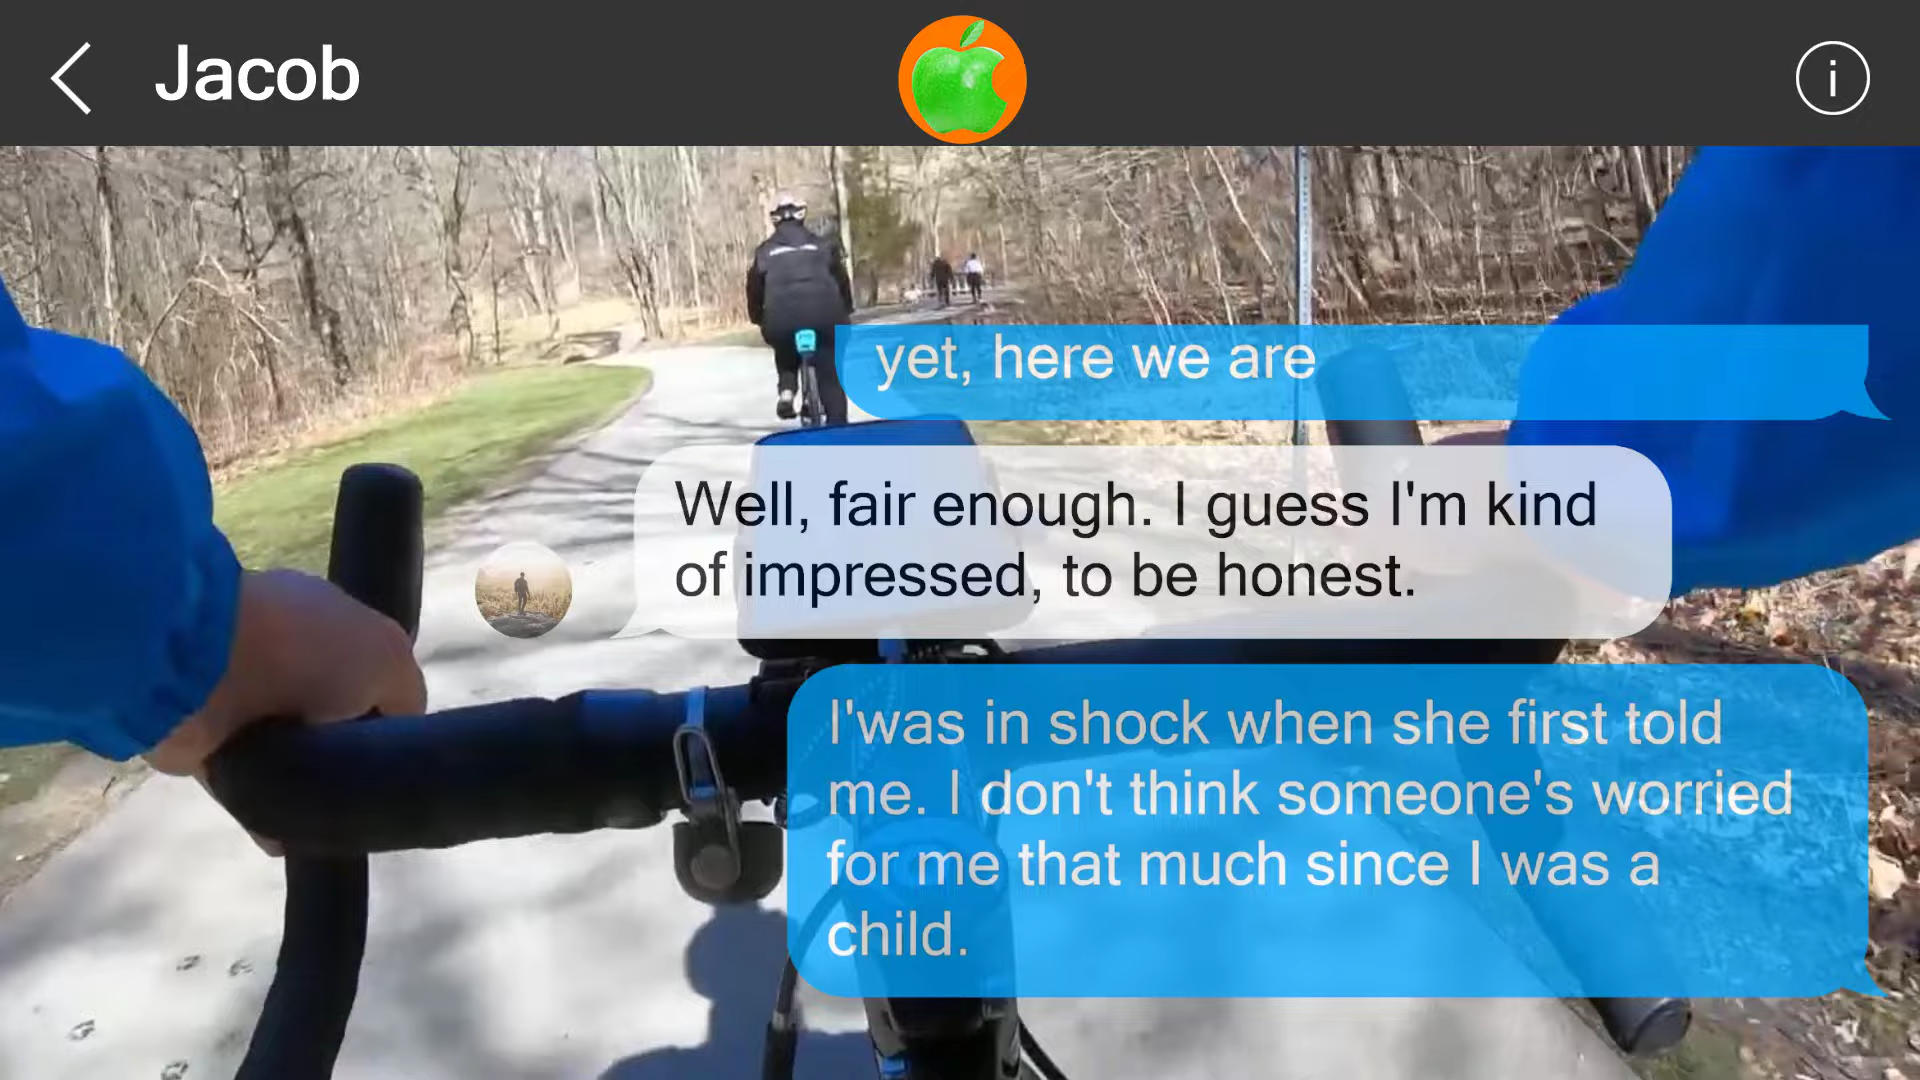 Jacob
i
yet, here we are
Well, fair enough. I guess I'm kind
of impressed, to be honest.
I'was in shock when she first told
me. I don't think someone's worried
for me that much since I was a
child.